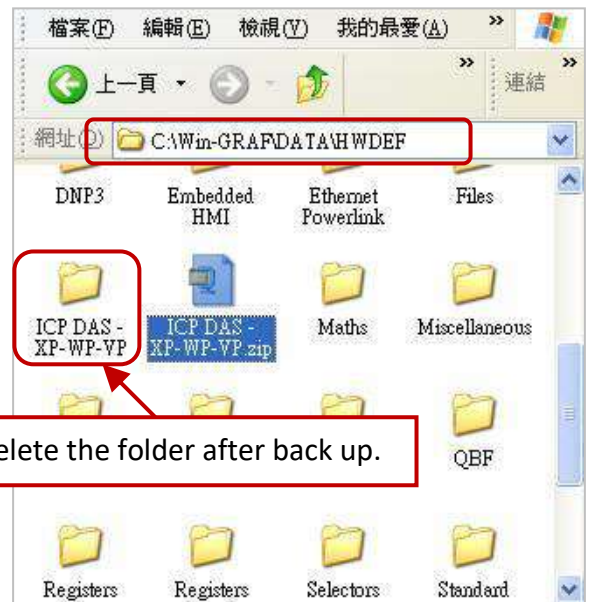 檔案(F) 編輯(E) 檢視(V) 我的最愛(A) »
上一頁 » 連結 »
網址(D) C:\Win-GRAF\DATA\HWDEF
DNP3 Embedded HMI Ethernet Powerlink Files
ICP DAS - XP-WP-VP ICP DAS - XP-WP-VP.zip Maths Miscellaneous
elete the folder after back up.
QBF
Registers Registers Selectors Standard